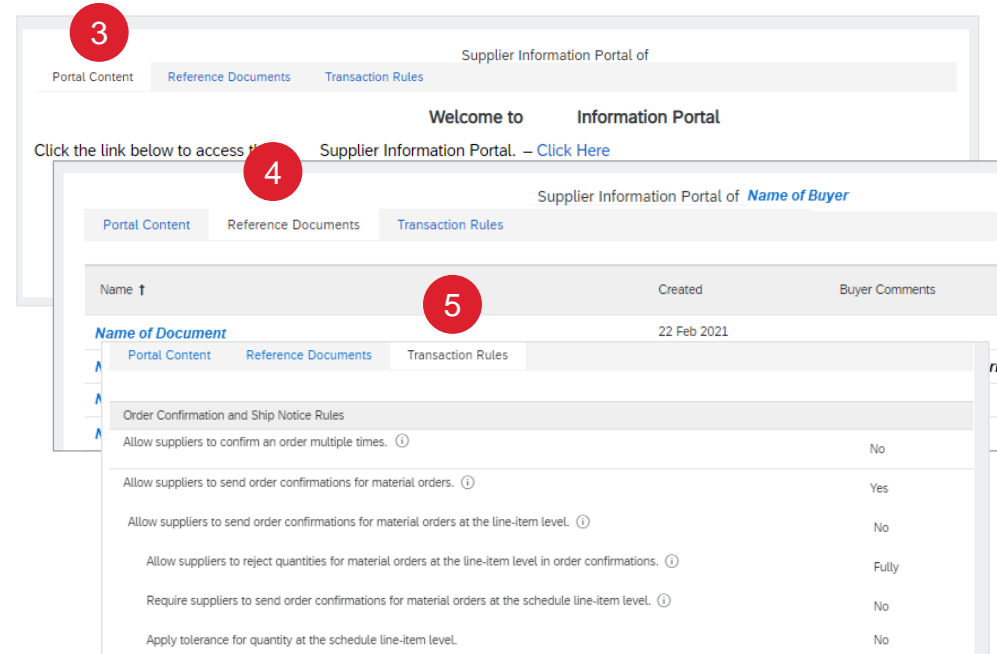 3
Supplier Information Portal of
Portal Content Reference Documents Transaction Rules
Welcome to Information Portal
Click the link below to access Supplier Information Portal. – Click Here
4
Supplier Information Portal of Name of Buyer
Portal Content Reference Documents Transaction Rules
Name ↑ Created Buyer Comments
5
Name of Document 22 Feb 2021
Portal Content Reference Documents Transaction Rules
Order Confirmation and Ship Notice Rules
Allow suppliers to confirm an order multiple times. ⓘ No
Allow suppliers to send order confirmations for material orders. ⓘ Yes
Allow suppliers to send order confirmations for material orders at the line-item level. ⓘ No
Allow suppliers to reject quantities for material orders at the line-item level in order confirmations. ⓘ Fully
Require suppliers to send order confirmations for material orders at the schedule line-item level. ⓘ No
Apply tolerance for quantity at the schedule line-item level. No